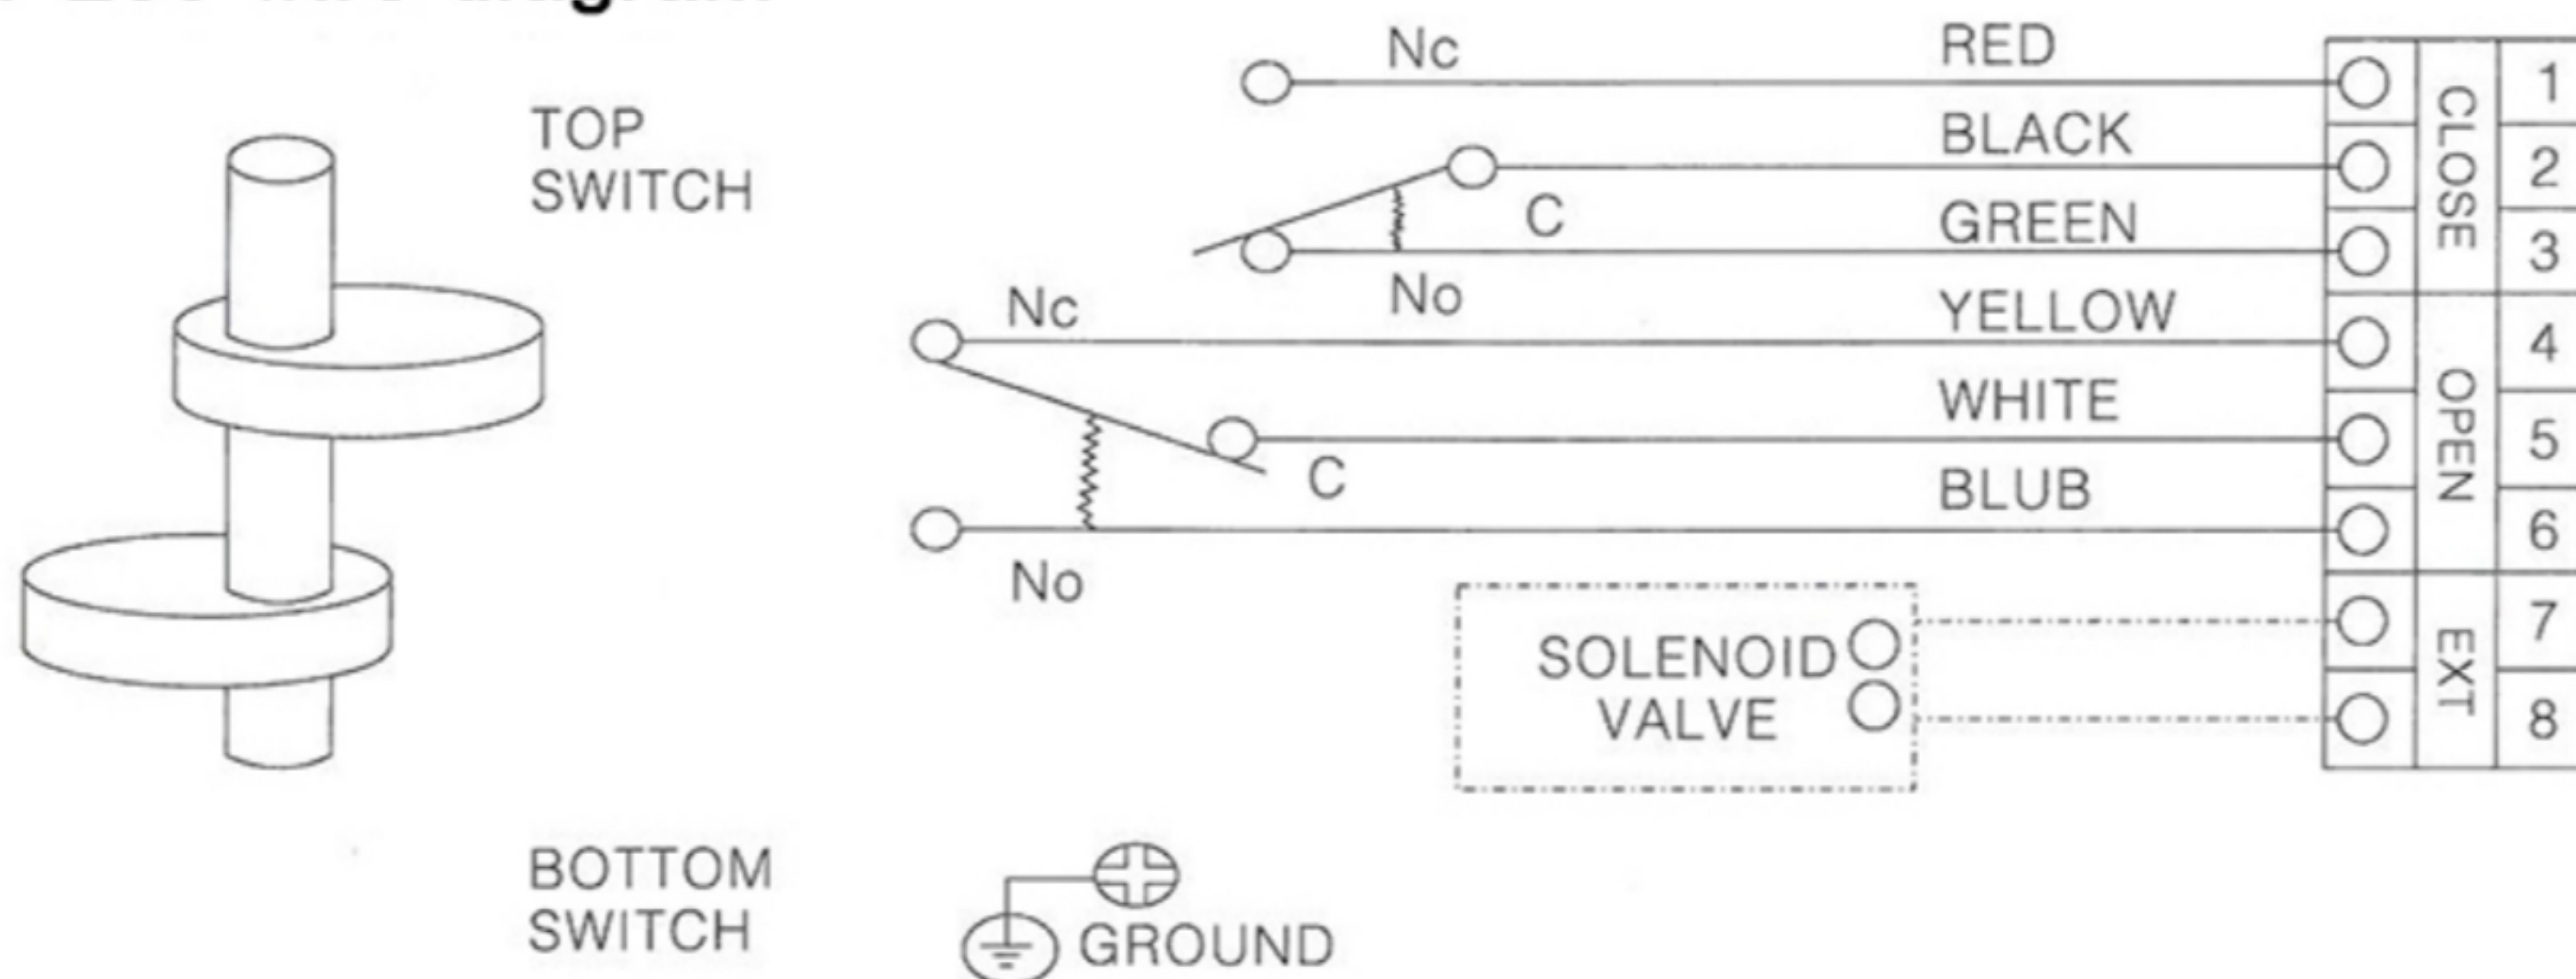 TOP
SWITCH
Nc
RED
1
BLACK
2
C
GREEN
3
No
CLOSE
Nc
YELLOW
4
WHITE
5
C
BLUB
6
No
OPEN
SOLENOID
VALVE
7
8
EXT
BOTTOM
SWITCH
GROUND